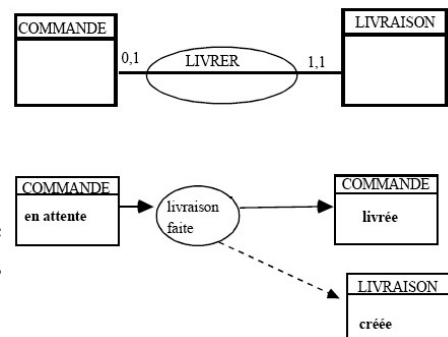 COMMANDE
LIVRAISON
0,1
LIVRER
1,1
COMMANDE
en attente
livraison
faite
COMMANDE
livrée
LIVRAISON
créée